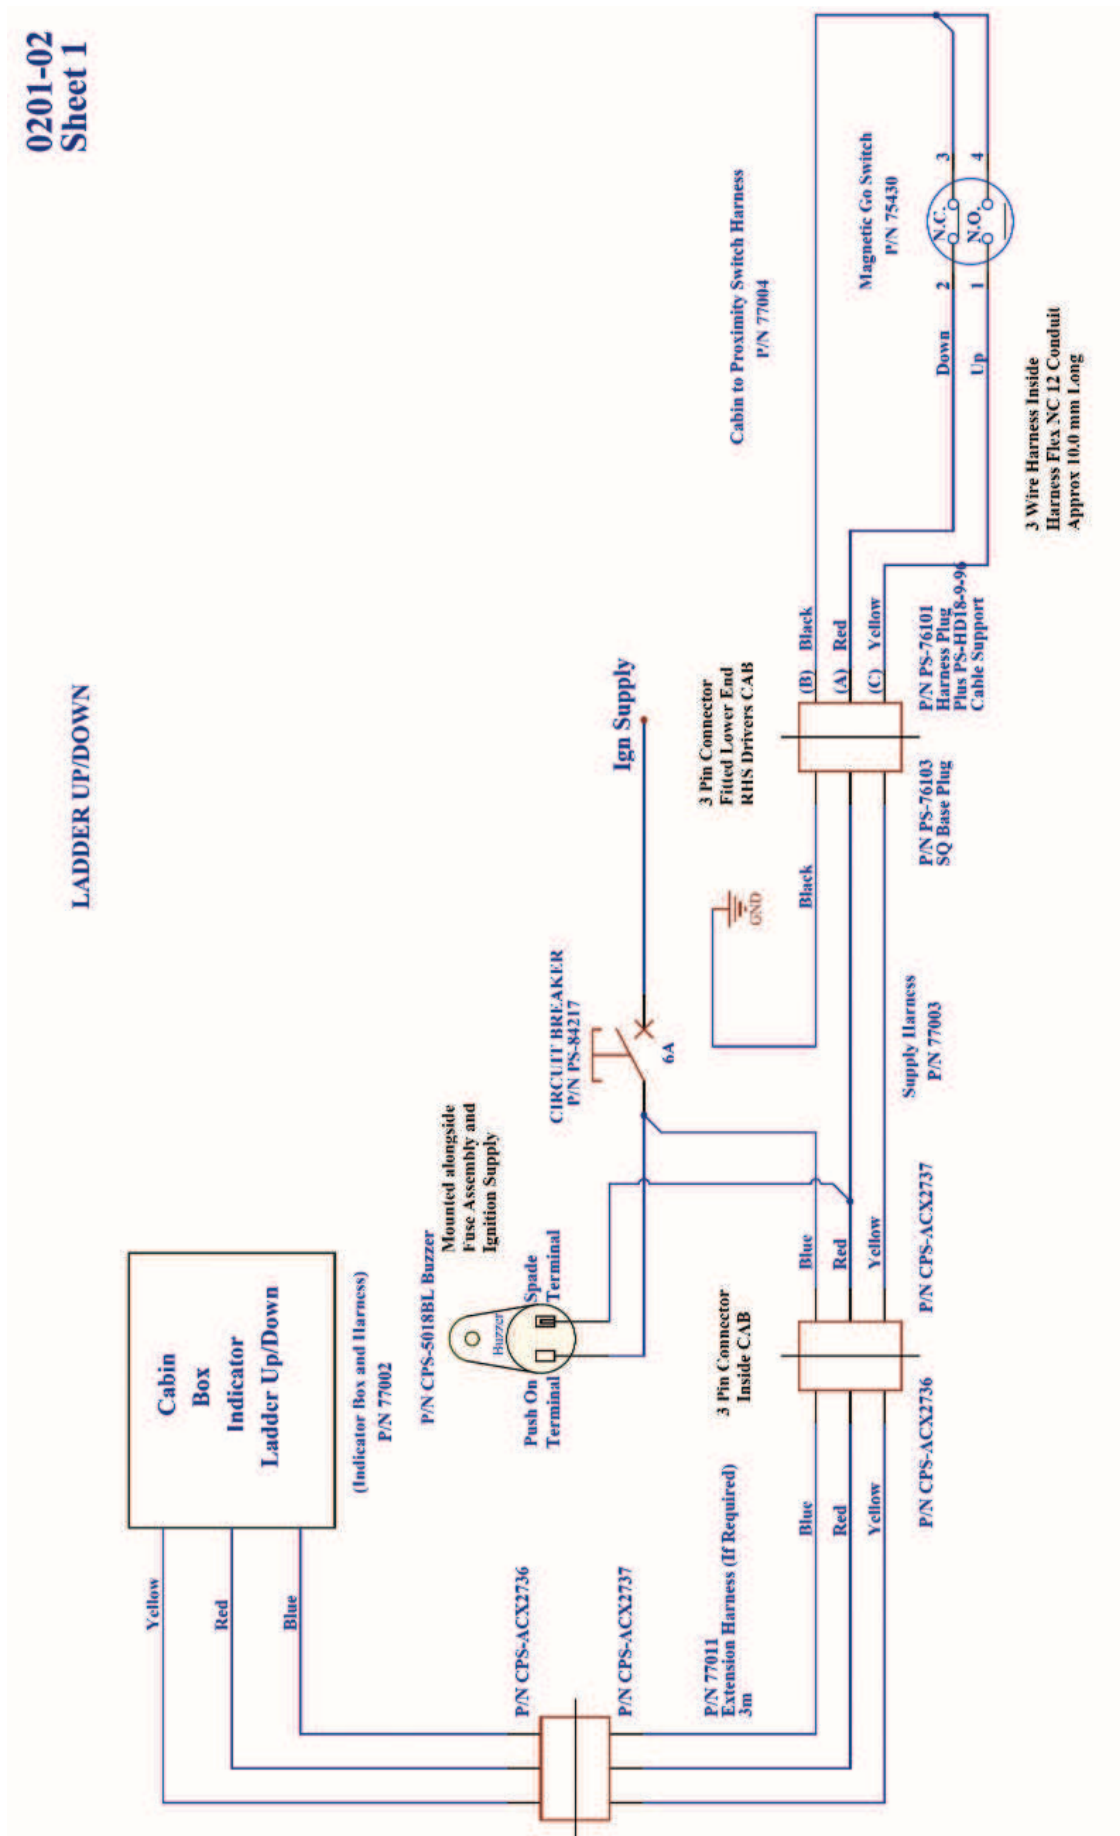 0201-02
Sheet 1
LADDER UP/DOWN
Cabin
Box
Indicator
Ladder Up/Down
(Indicator Box and Harness)
P/N 77002
Yellow
Red
Blue
P/N CPS-ACX2736
P/N CPS-ACX2737
P/N 77011
Extension Harness (If Required)
3m
P/N CPS-5018BL Buzzer
Mounted alongside
Fuse Assembly and
Ignition Supply
Buzzer
Push On
Terminal
Spade
Terminal
CIRCUIT BREAKER
P/N PS-84217
6A
Ign Supply
3 Pin Connector
Inside CAB
Blue
Red
Yellow
P/N CPS-ACX2736
Blue
Red
Yellow
P/N CPS-ACX2737
GND
Black
Supply Harness
P/N 77003
3 Pin Connector
Fitted Lower End
RHS Drivers CAB
P/N PS-76103
SQ Base Plug
(B) Black
(A) Red
(C) Yellow
P/N PS-76101
Harness Plug
Plus PS-HD18-9-96
Cable Support
Cabin to Proximity Switch Harness
P/N 77004
Magnetic Go Switch
P/N 75430
Down
Up
2
1
N.C.
N.O.
3
4
3 Wire Harness Inside
Harness Flex NC 12 Conduit
Approx 10.0 mm Long